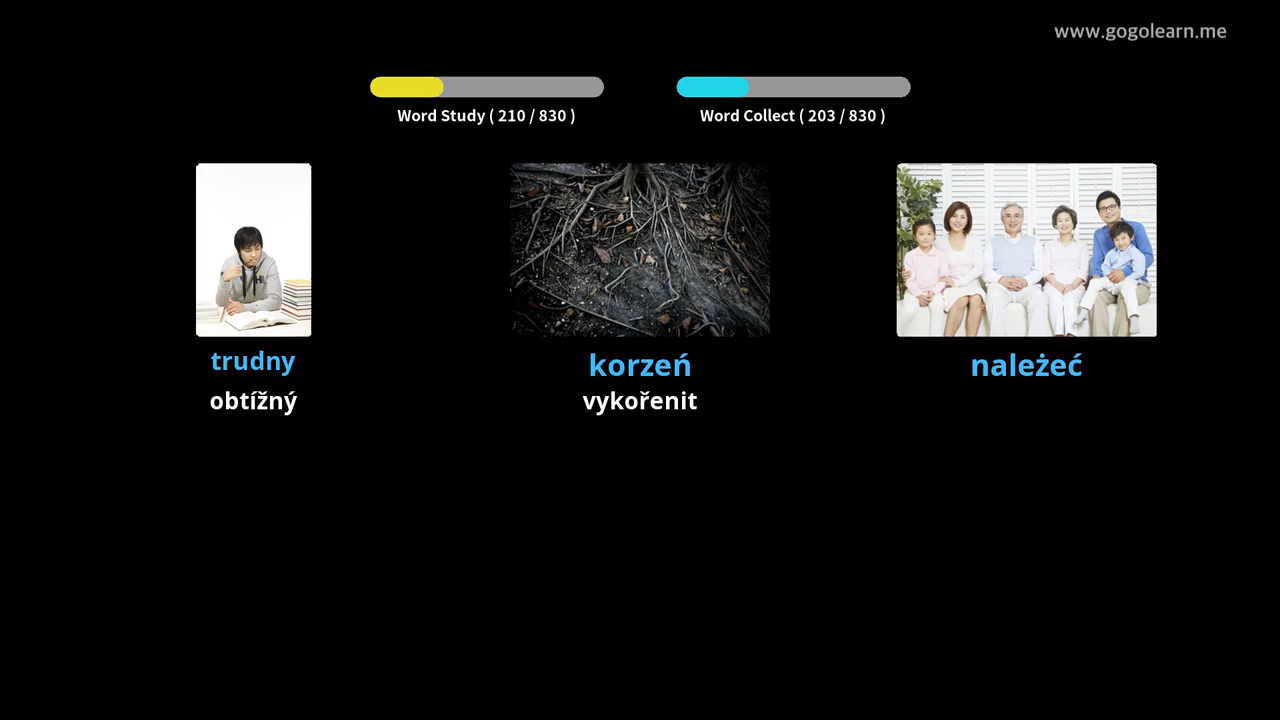 www.gogolearn.me
Word Study ( 210 / 830 )
Word Collect ( 203 / 830 )
trudny
korzeń
należeć
obtížný
vykořenit